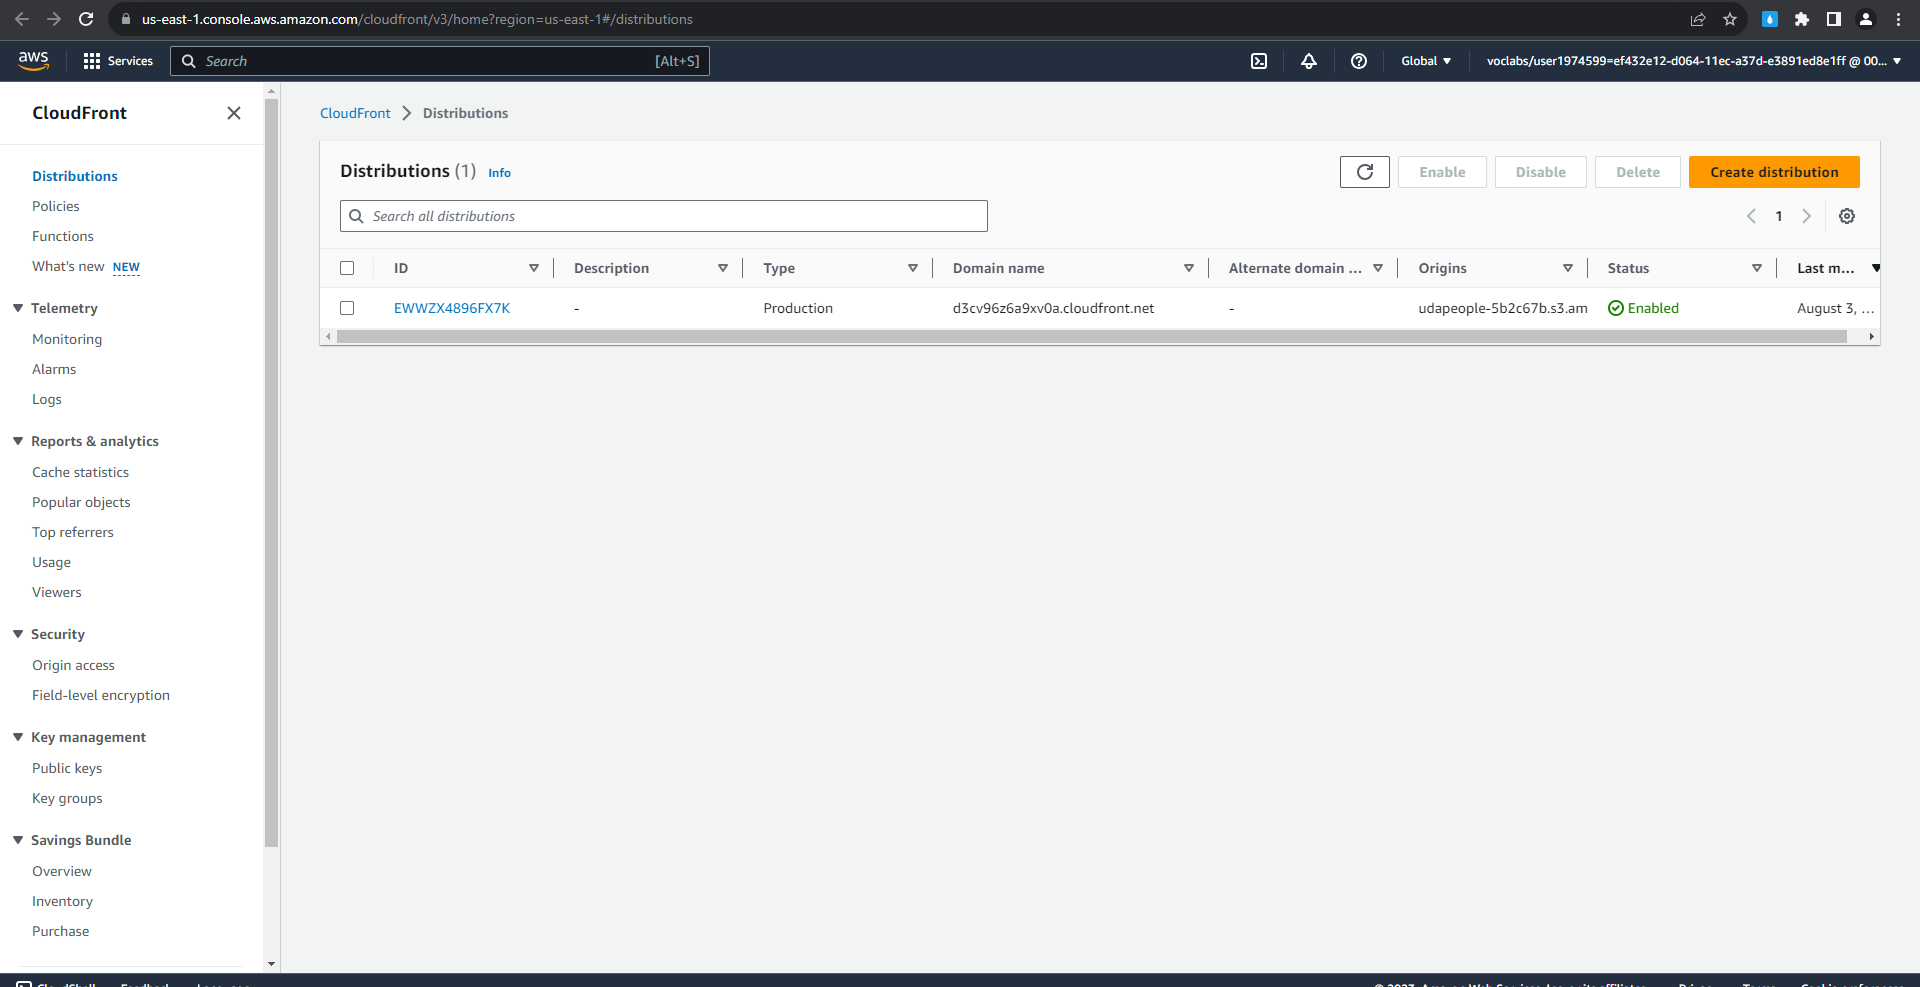 us-east-1.console.aws.amazon.com/cloudfront/v3/home?region=us-east-1#/distributions
aws Services Search [Alt+S] Global voclabs/user1974599=ef432e12-d064-11ec-a37d-e3891ed8e1ff @ 00...
CloudFront
Distributions
Policies
Functions
What's new NEW
Telemetry
Monitoring
Alarms
Logs
Reports & analytics
Cache statistics
Popular objects
Top referrers
Usage
Viewers
Security
Origin access
Field-level encryption
Key management
Public keys
Key groups
Savings Bundle
Overview
Inventory
Purchase
CloudFront Distributions
Distributions (1) Info Enable Disable Delete Create distribution
Search all distributions 1
ID Description Type Domain name Alternate domain ... Origins Status Last m...
EWWZX4896FX7K - Production d3cv96z6a9xv0a.cloudfront.net - udapeople-5b2c67b.s3.am Enabled August 3, ...